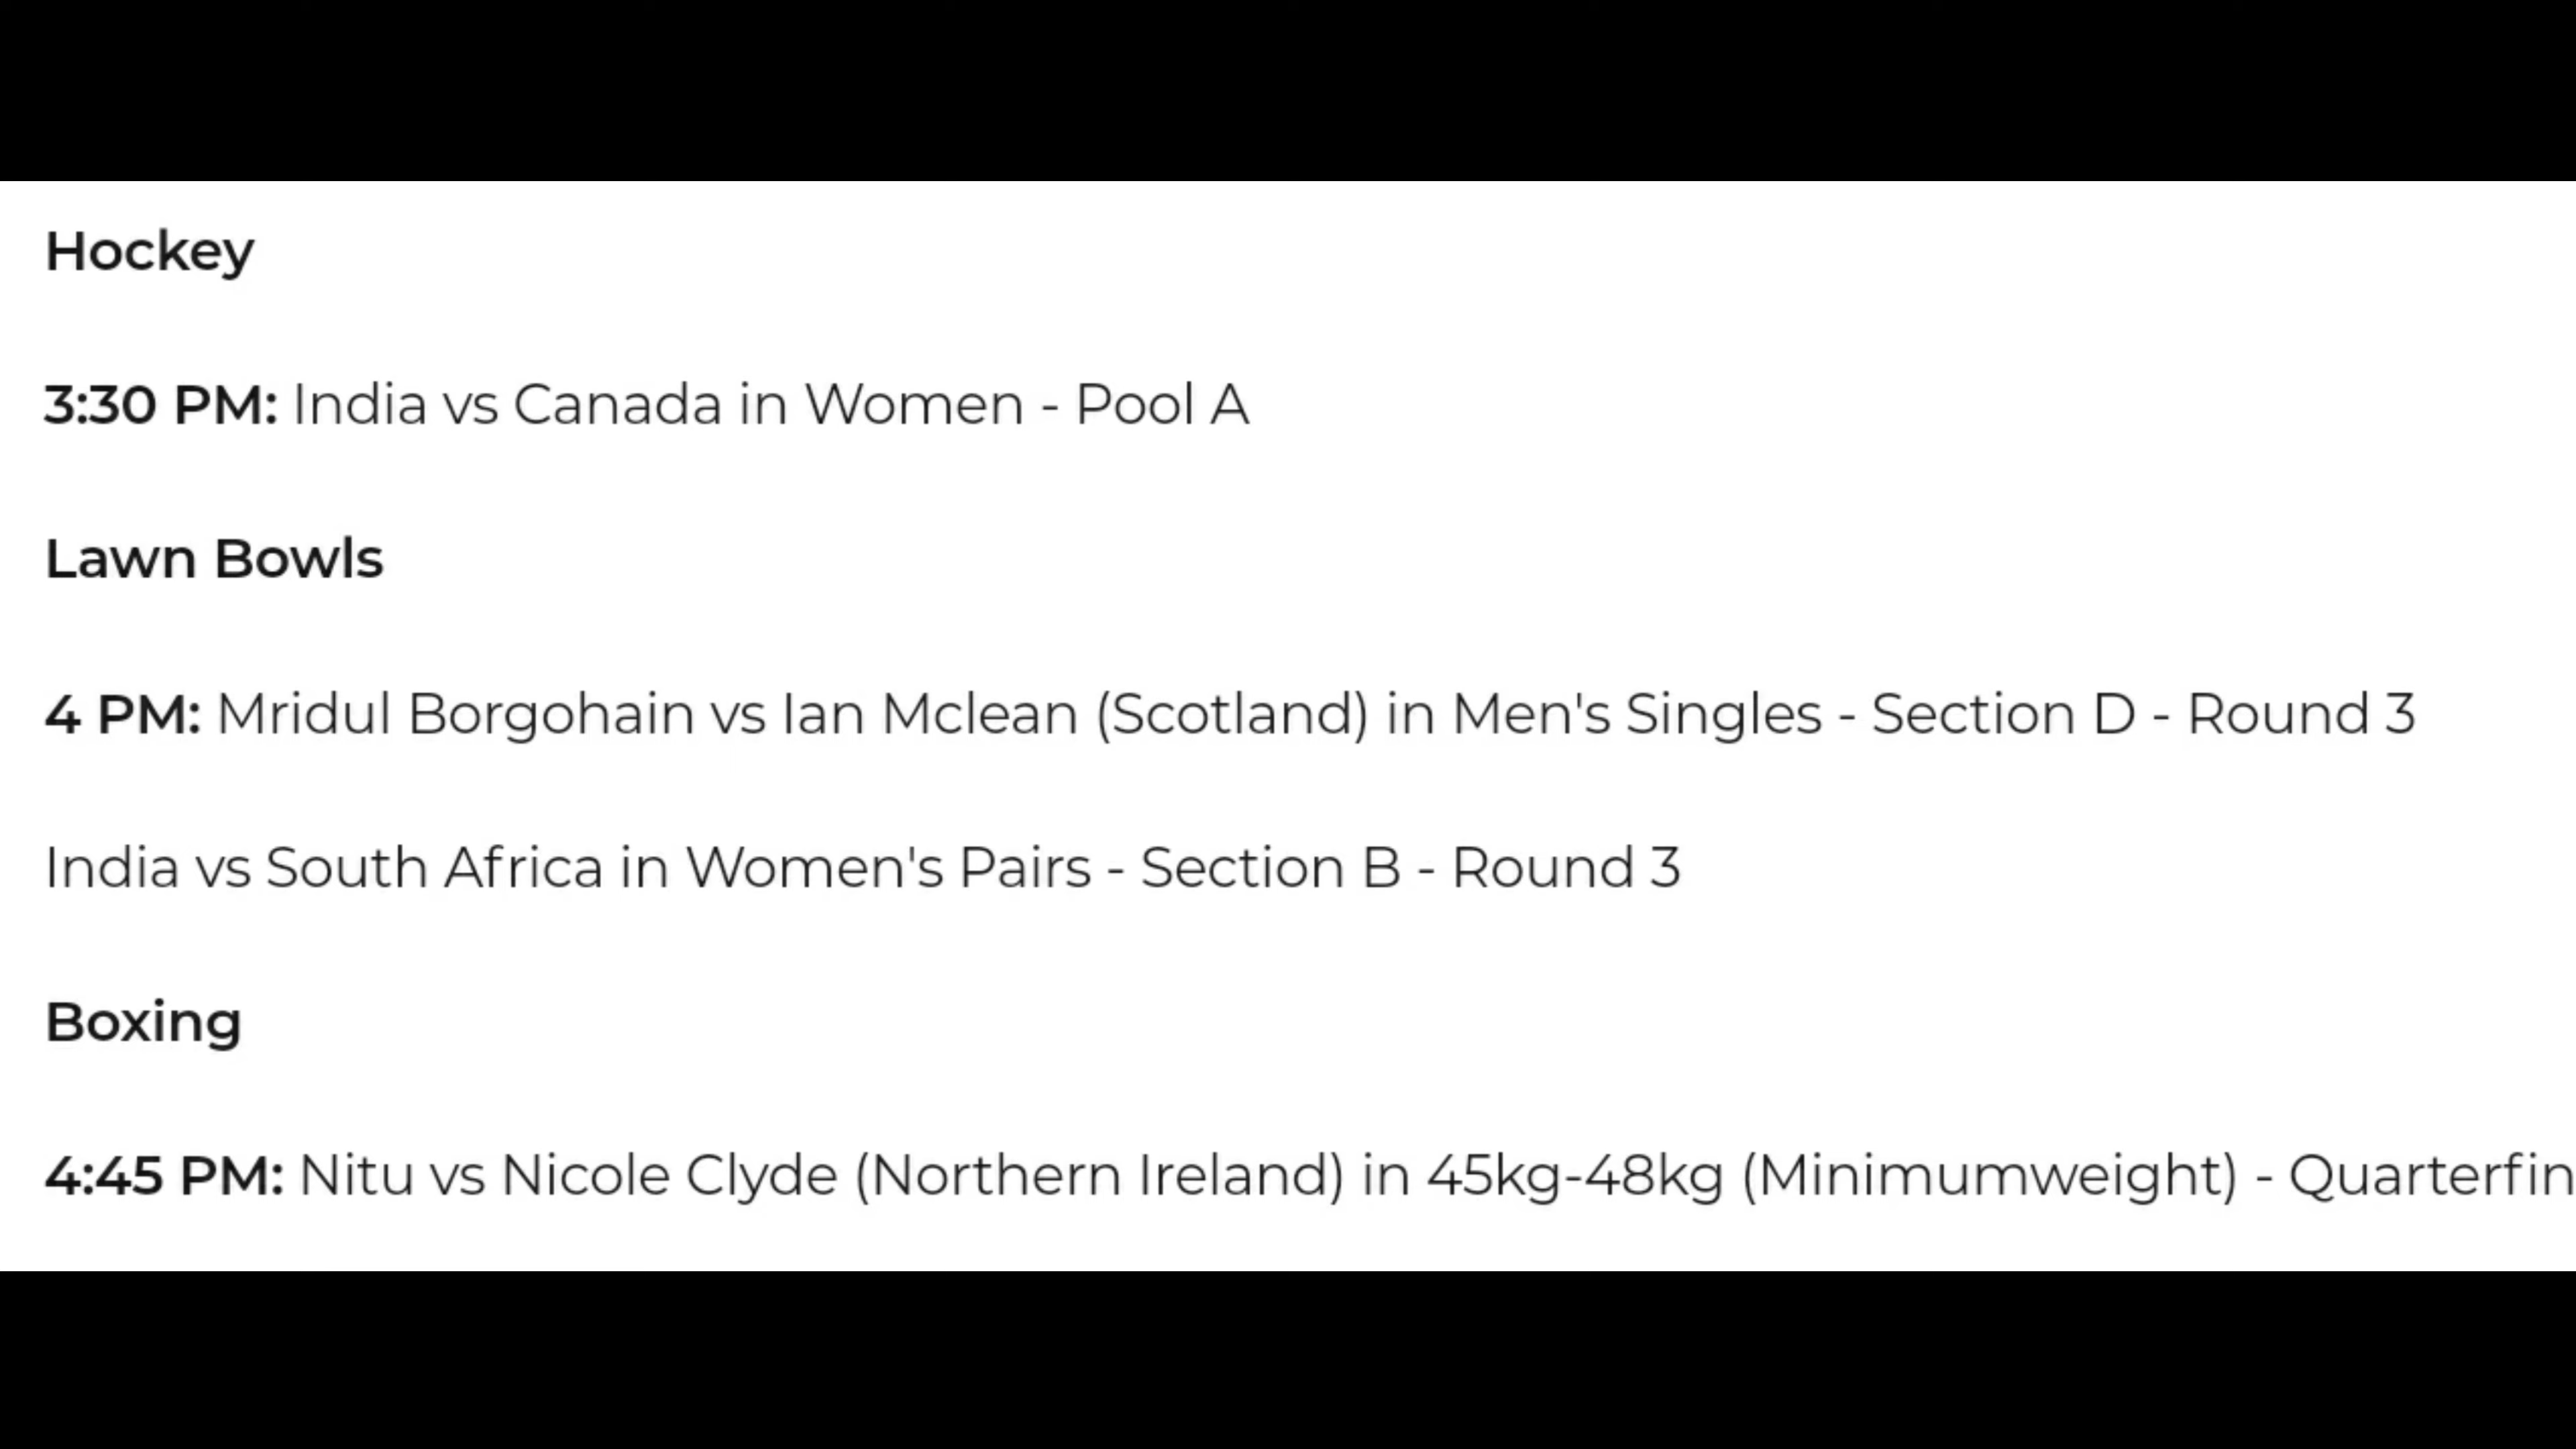 Hockey
3:30 PM: India vs Canada in Women - Pool A
Lawn Bowls
4 PM: Mridul Borgohain vs Ian Mclean (Scotland) in Men's Singles - Section D - Round 3
India vs South Africa in Women's Pairs - Section B - Round 3
Boxing
4:45 PM: Nitu vs Nicole Clyde (Northern Ireland) in 45kg-48kg (Minimumweight) - Quarterfin